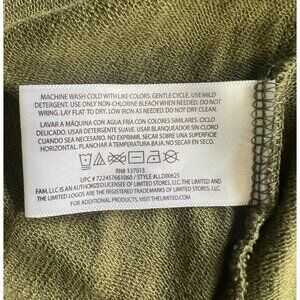 MACHINE WASH COLD WITH LIKE COLORS. GENTLE CYCLE. USE MILD
DETERGENT. USE ONLY NON-CHLORINE BLEACH WHEN NEEDED. DO NOT
WRING. LAY FLAT TO DRY. LOW IRON AS NEEDED. DO NOT DRY CLEAN.
LAVAR A MÁQUINA CON AGUA FRÍA CON COLORES SIMILARES. CICLO
DELICADO. USAR DETERGENTE SUAVE. USAR BLANQUEADOR SIN CLORO
CUANDO SEA NECESARIO. NO EXPRIMIR. SECAR SOBRE UNA SUPERFICIE
HORIZONTAL. PLANCHAR A TEMPERATURA BAJA. NO SECAR EN SECO.
RN# 137013
UPC # 722457661060 / STYLE #LLD00625
FAM, LLC IS AN AUTHORIZED LICENSEE OF LIMITED STORES, LLC. THE LIMITED
AND THE LIMITED LOGO ARE THE REGISTERED TRADEMARKS OF LIMITED STORES, LLC.
FOR ADDITIONAL PRODUCTS, VISIT THELIMITED.COM